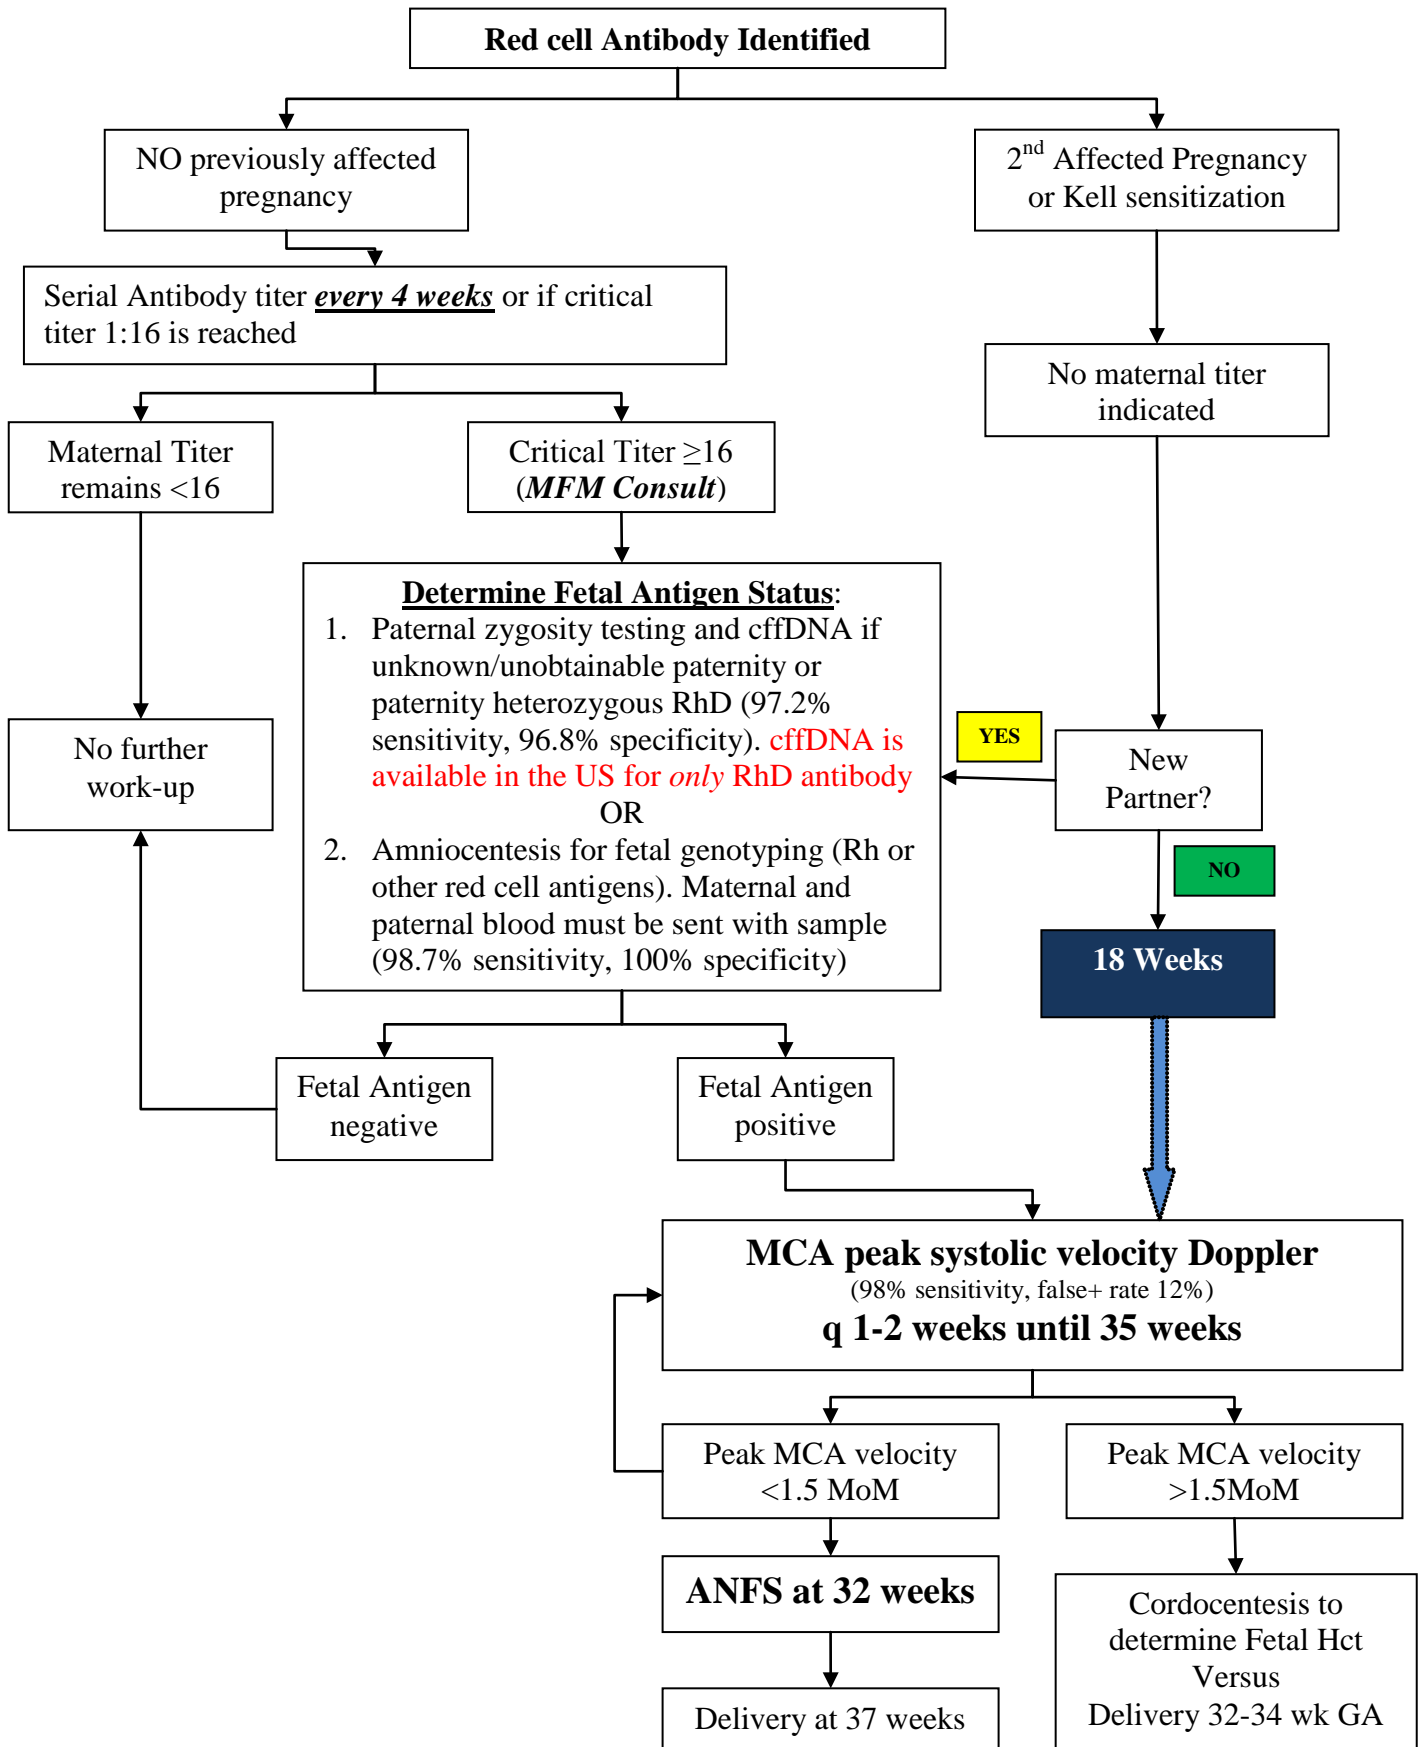 Red cell Antibody Identified
NO previously affected
pregnancy
2nd Affected Pregnancy
or Kell sensitization
Serial Antibody titer every 4 weeks or if critical
titer 1:16 is reached
No maternal titer
indicated
Maternal Titer
remains <16
Critical Titer ≥16
(MFM Consult)
Determine Fetal Antigen Status:
1. Paternal zygosity testing and cffDNA if
unknown/unobtainable paternity or
paternity heterozygous RhD (97.2%
sensitivity, 96.8% specificity). cffDNA is
available in the US for only RhD antibody
OR
2. Amniocentesis for fetal genotyping (Rh or
other red cell antigens). Maternal and
paternal blood must be sent with sample
(98.7% sensitivity, 100% specificity)
No further
work-up
YES
New
Partner?
NO
18 Weeks
Fetal Antigen
negative
Fetal Antigen
positive
MCA peak systolic velocity Doppler
(98% sensitivity, false+ rate 12%)
q 1-2 weeks until 35 weeks
Peak MCA velocity
<1.5 MoM
Peak MCA velocity
>1.5MoM
ANFS at 32 weeks
Cordocentesis to
determine Fetal Hct
Versus
Delivery 32-34 wk GA
Delivery at 37 weeks